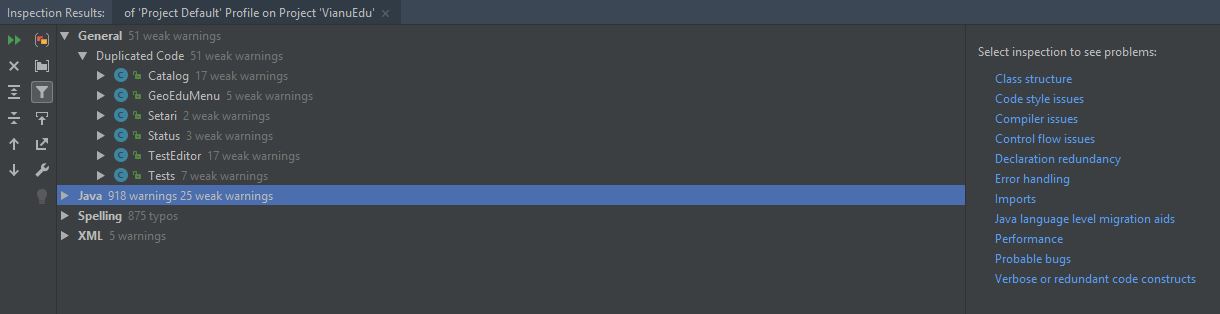 Inspection Results: of 'Project Default' Profile on Project 'VianuEdu' ×
General 51 weak warnings
Duplicated Code 51 weak warnings
C Catalog 17 weak warnings
C GeoEduMenu 5 weak warnings
C Setari 2 weak warnings
C Status 3 weak warnings
C TestEditor 17 weak warnings
C Tests 7 weak warnings
Java 918 warnings 25 weak warnings
Spelling 875 typos
XML 5 warnings
Select inspection to see problems:
Class structure
Code style issues
Compiler issues
Control flow issues
Declaration redundancy
Error handling
Imports
Java language level migration aids
Performance
Probable bugs
Verbose or redundant code constructs